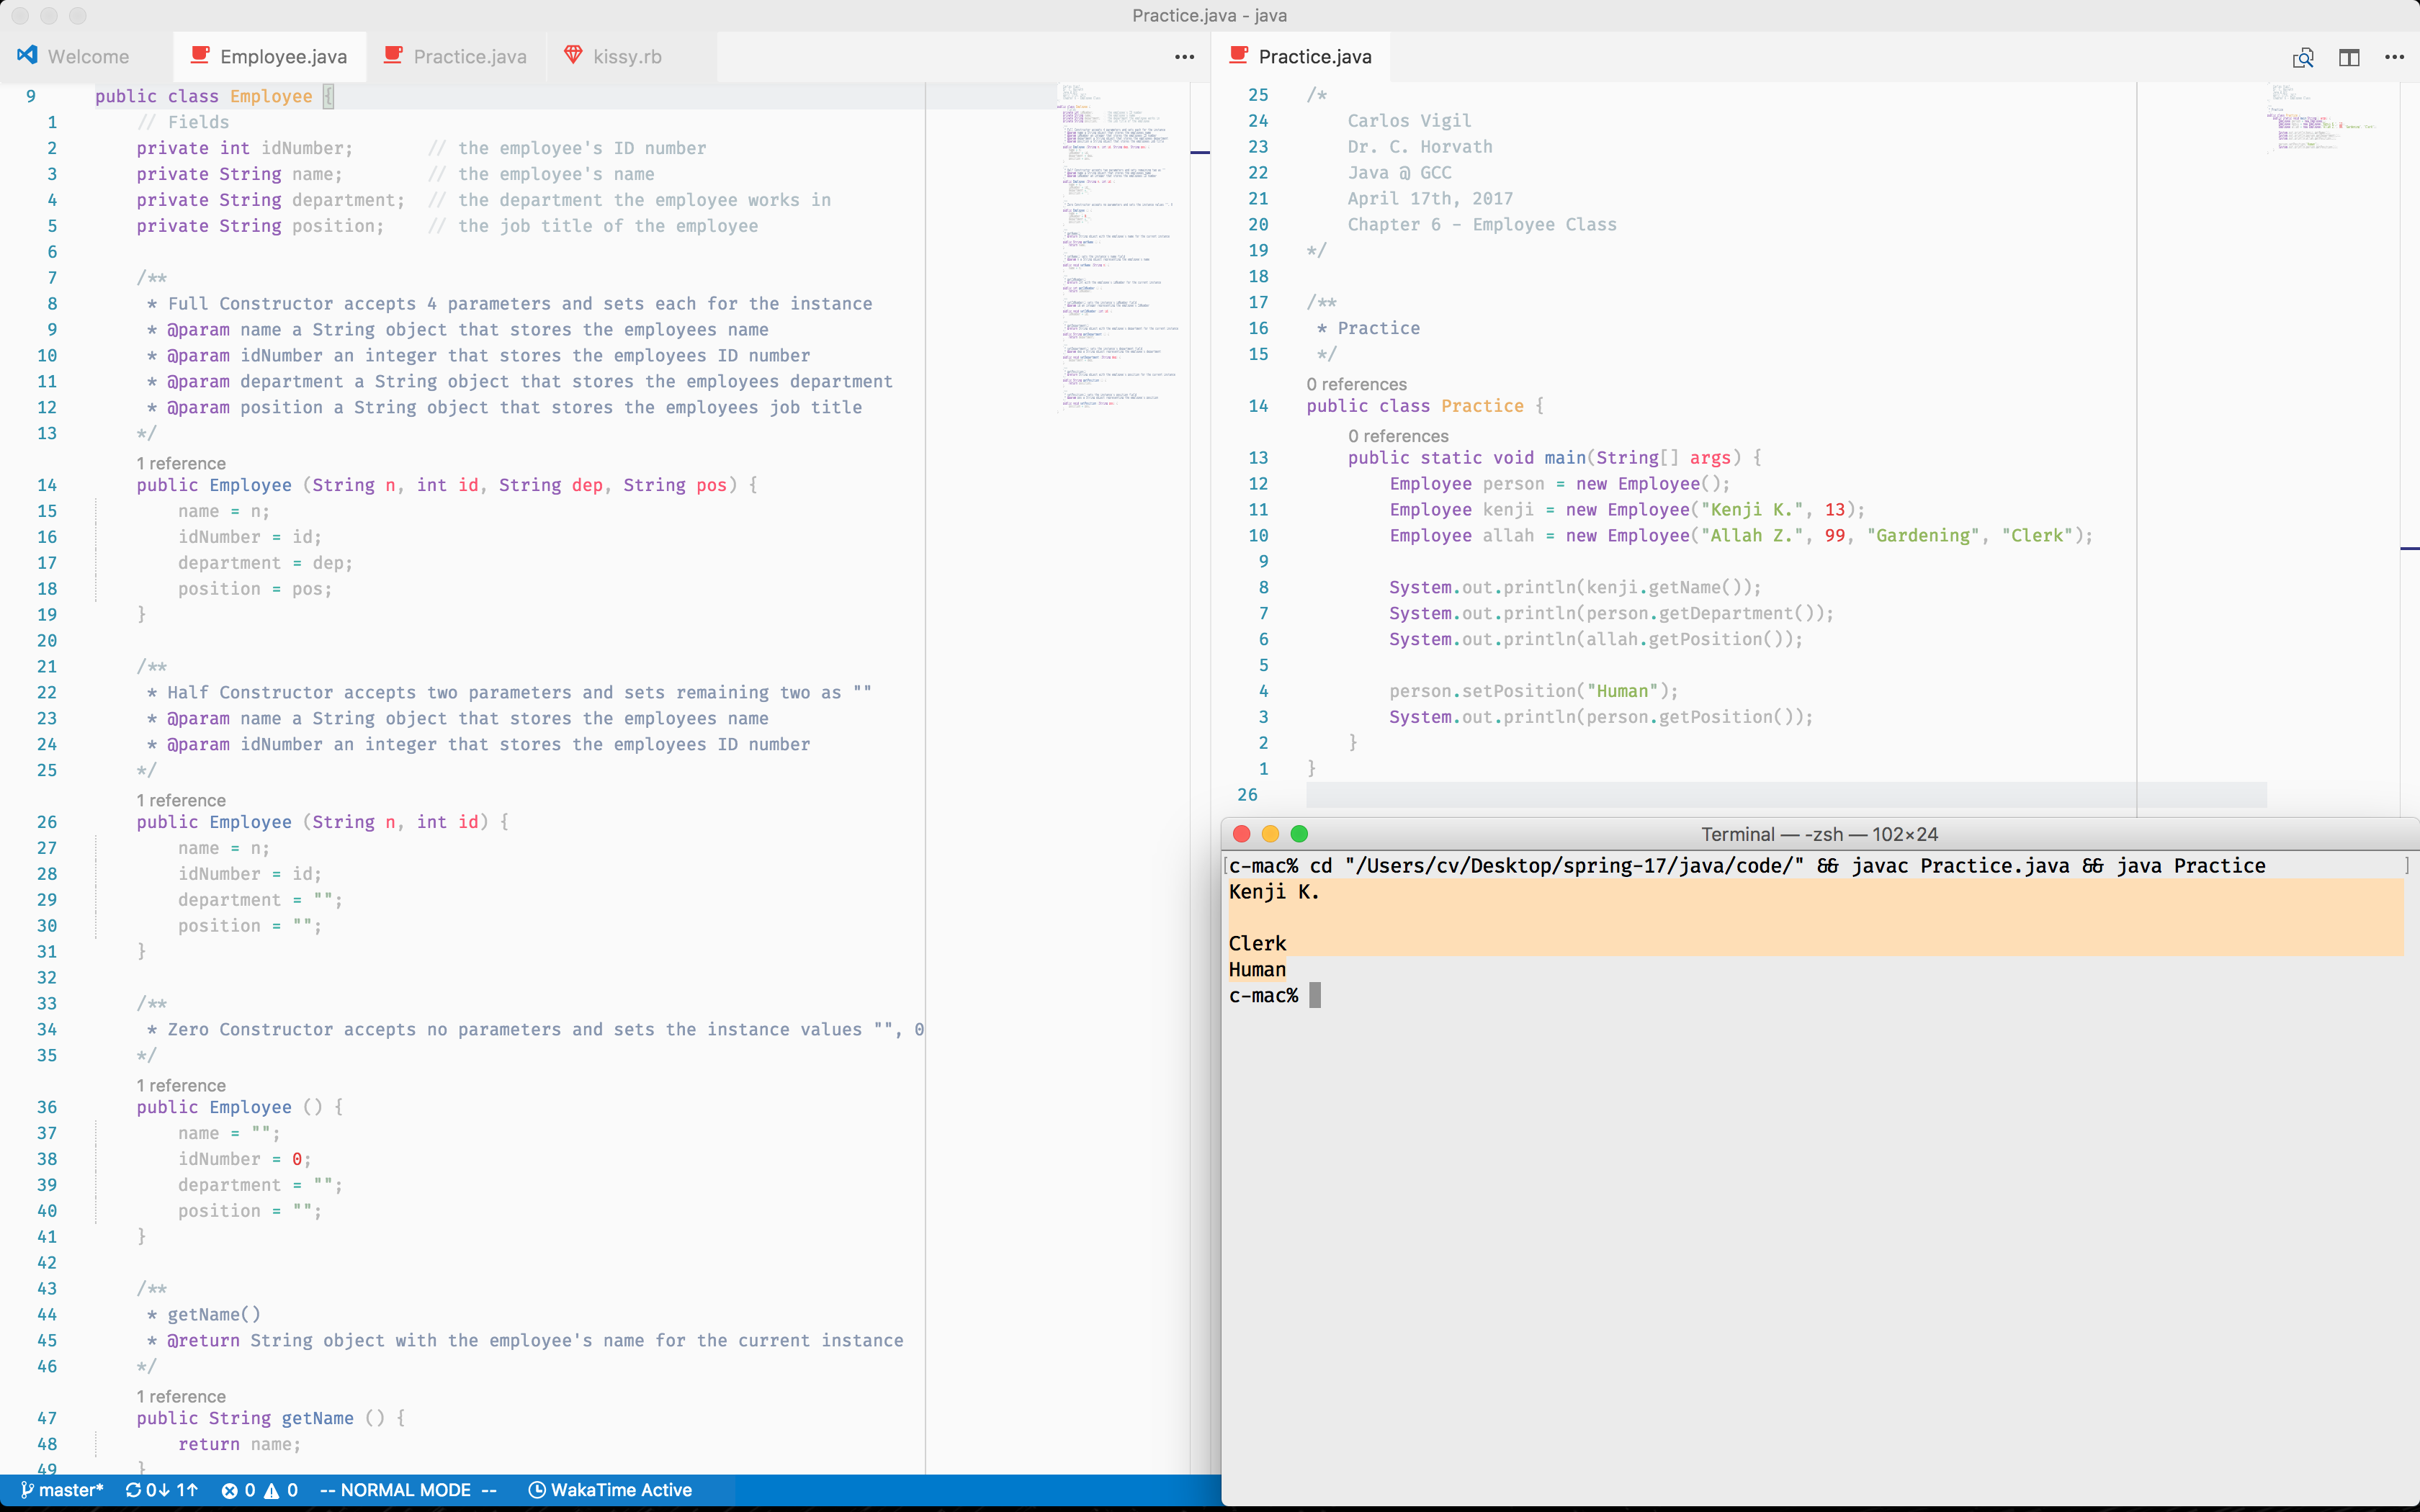 Practice.java - java
Welcome
Employee.java
Practice.java
kissy.rb
9 public class Employee {
1 // Fields
2 private int idNumber; // the employee's ID number
3 private String name; // the employee's name
4 private String department; // the department the employee works in
5 private String position; // the job title of the employee
6
7 /**
8 * Full Constructor accepts 4 parameters and sets each for the instance
9 * @param name a String object that stores the employees name
10 * @param idNumber an integer that stores the employees ID number
11 * @param department a String object that stores the employees department
12 * @param position a String object that stores the employees job title
13 */
1 reference
14 public Employee (String n, int id, String dep, String pos) {
15 name = n;
16 idNumber = id;
17 department = dep;
18 position = pos;
19 }
20
21 /**
22 * Half Constructor accepts two parameters and sets remaining two as ""
23 * @param name a String object that stores the employees name
24 * @param idNumber an integer that stores the employees ID number
25 */
1 reference
26 public Employee (String n, int id) {
27 name = n;
28 idNumber = id;
29 department = "";
30 position = "";
31 }
32
33 /**
34 * Zero Constructor accepts no parameters and sets the instance values "", 0
35 */
1 reference
36 public Employee () {
37 name = "";
38 idNumber = 0;
39 department = "";
40 position = "";
41 }
42
43 /**
44 * getName()
45 * @return String object with the employee's name for the current instance
46 */
1 reference
47 public String getName () {
48 return name;
49 }
master* 0↓ 1↑ 0 0 -- NORMAL MODE -- WakaTime Active
Practice.java
25 /*
24 Carlos Vigil
23 Dr. C. Horvath
22 Java @ GCC
21 April 17th, 2017
20 Chapter 6 - Employee Class
19 */
18
17 /**
16 * Practice
15 */
0 references
14 public class Practice {
0 references
13 public static void main(String[] args) {
12 Employee person = new Employee();
11 Employee kenji = new Employee("Kenji K.", 13);
10 Employee allah = new Employee("Allah Z.", 99, "Gardening", "Clerk");
9
8 System.out.println(kenji.getName());
7 System.out.println(person.getDepartment());
6 System.out.println(allah.getPosition());
5
4 person.setPosition("Human");
3 System.out.println(person.getPosition());
2 }
1 }
26
Terminal — -zsh — 102×24
[c-mac% cd "/Users/cv/Desktop/spring-17/java/code/" && javac Practice.java && java Practice ]
Kenji K.

Clerk
Human
c-mac%